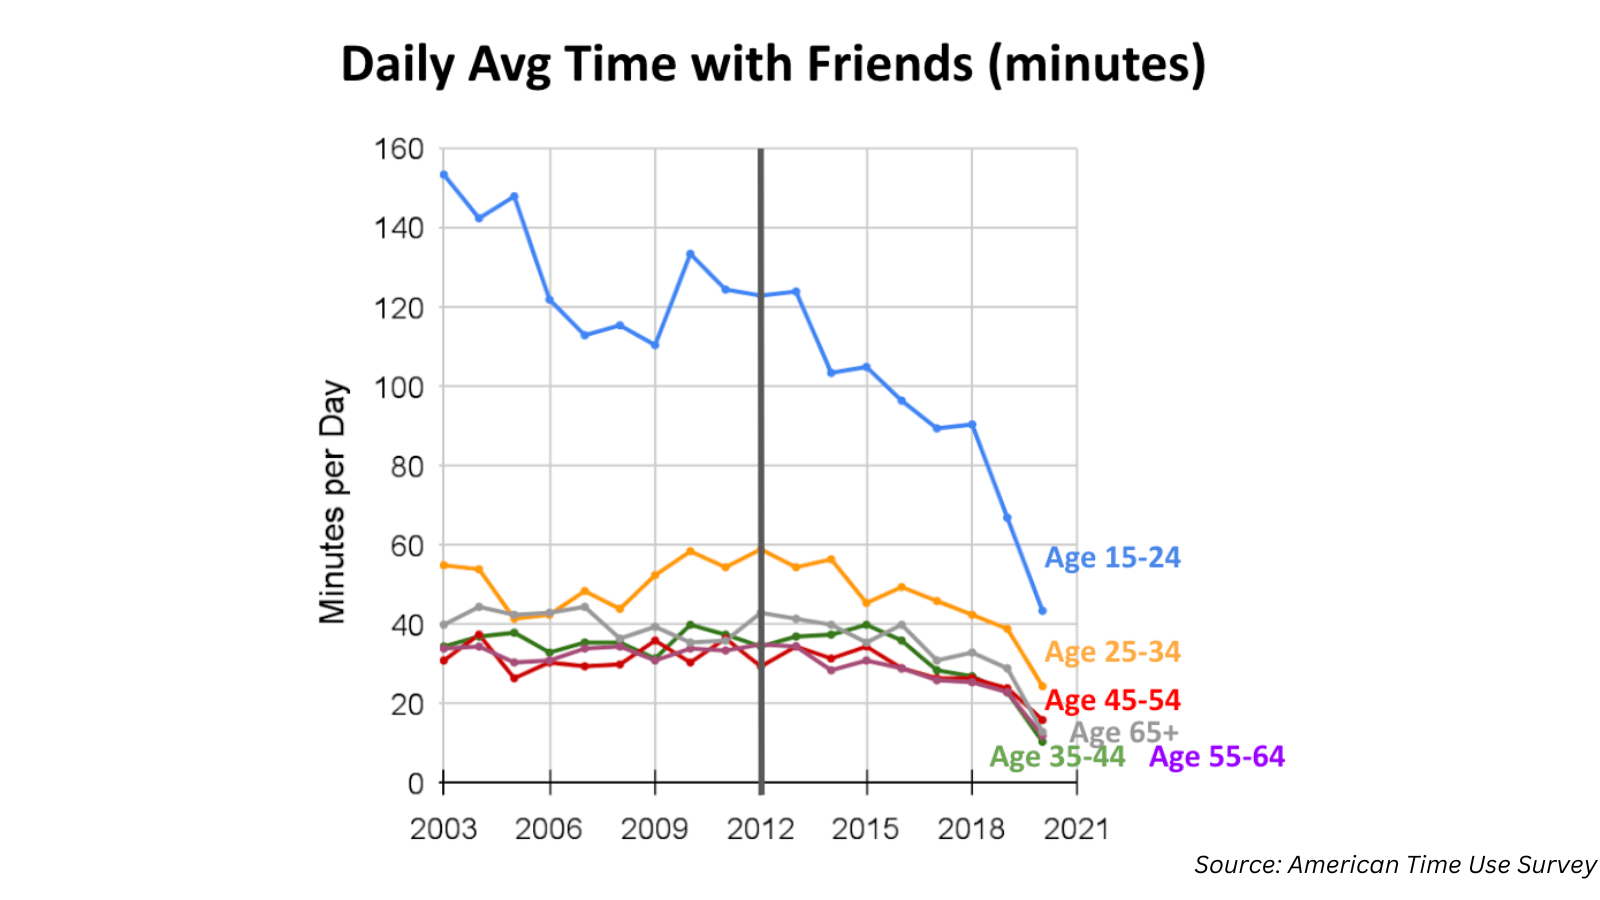 Daily Avg Time with Friends (minutes)
160
140
120
100
80
60
40
20
0
Minutes per Day
Age 15-24
Age 25-34
Age 45-54
Age 65+
Age 35-44 Age 55-64
2003 2006 2009 2012 2015 2018 2021
Source: American Time Use Survey